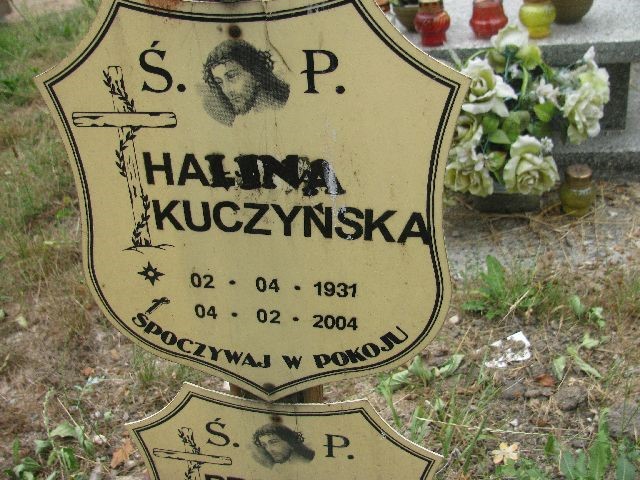 Ś. P.
HALINA
KUCZYŃSKA
02 • 04 • 1931
04 • 02 • 2004
SPOCZYWAJ W POKOJU
Ś. P.